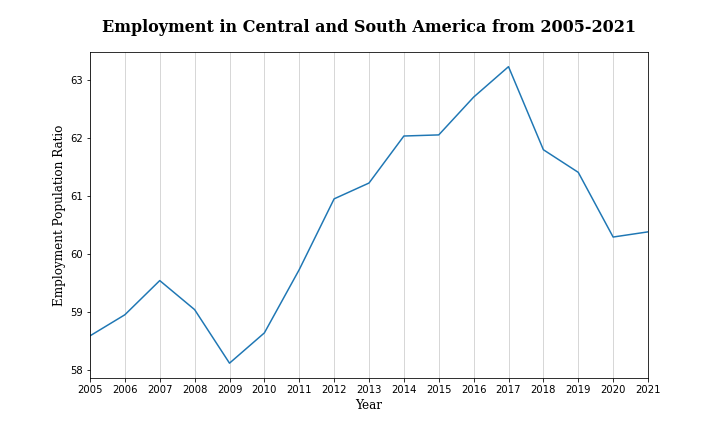 Employment in Central and South America from 2005-2021
63
62
61
60
59
58
Employment Population Ratio
2005 2006 2007 2008 2009 2010 2011 2012 2013 2014 2015 2016 2017 2018 2019 2020 2021
Year